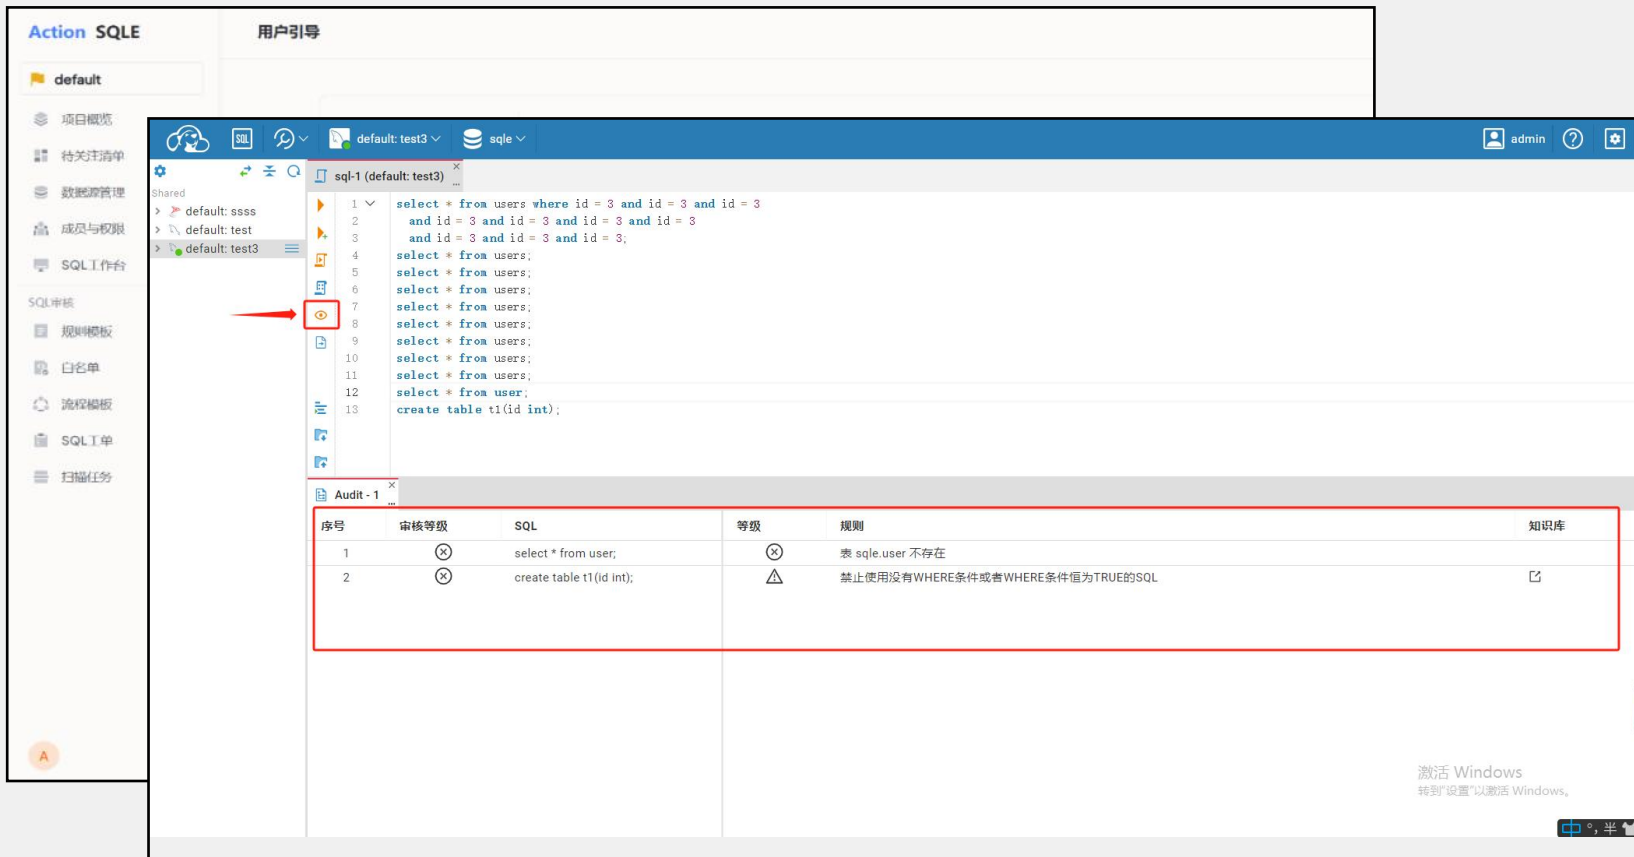 Action SQLE
用户引导
default
项目概览
待关注清单
数据源管理
成员与权限
SQL工作台
SQL审核
规则模板
白名单
流程模板
SQL工单
扫描任务
A
SQL
default: test3
sqle
admin
Shared
default: ssss
default: test
default: test3
sql-1 (default: test3)
1 select * from users where id = 3 and id = 3 and id = 3
2 and id = 3 and id = 3 and id = 3 and id = 3
3 and id = 3 and id = 3 and id = 3;
4 select * from users;
5 select * from users;
6 select * from users;
7 select * from users;
8 select * from users;
9 select * from users;
10 select * from users;
11 select * from users;
12 select * from user;
13 create table t1(id int);
Audit - 1
序号 审核等级 SQL 等级 规则 知识库
1 select * from user; 表 sqle.user 不存在
2 create table t1(id int); 禁止使用没有WHERE条件或者WHERE条件恒为TRUE的SQL
激活 Windows
转到"设置"以激活 Windows。
中 °, 半